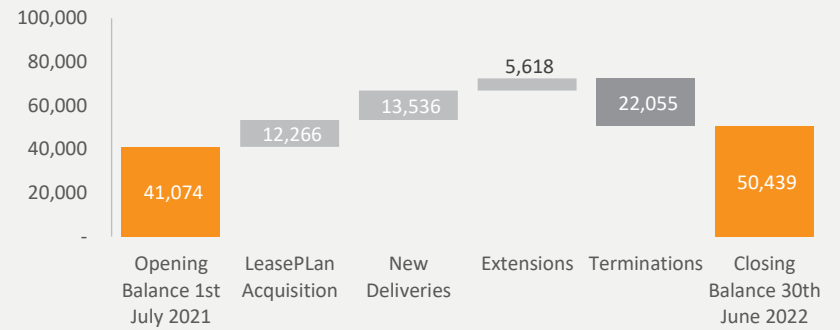 100,000
80,000
60,000
40,000
20,000
-
41,074
12,266
13,536
5,618
22,055
50,439
Opening
Balance 1st
July 2021
LeasePLan
Acquisition
New
Deliveries
Extensions
Terminations
Closing
Balance 30th
June 2022